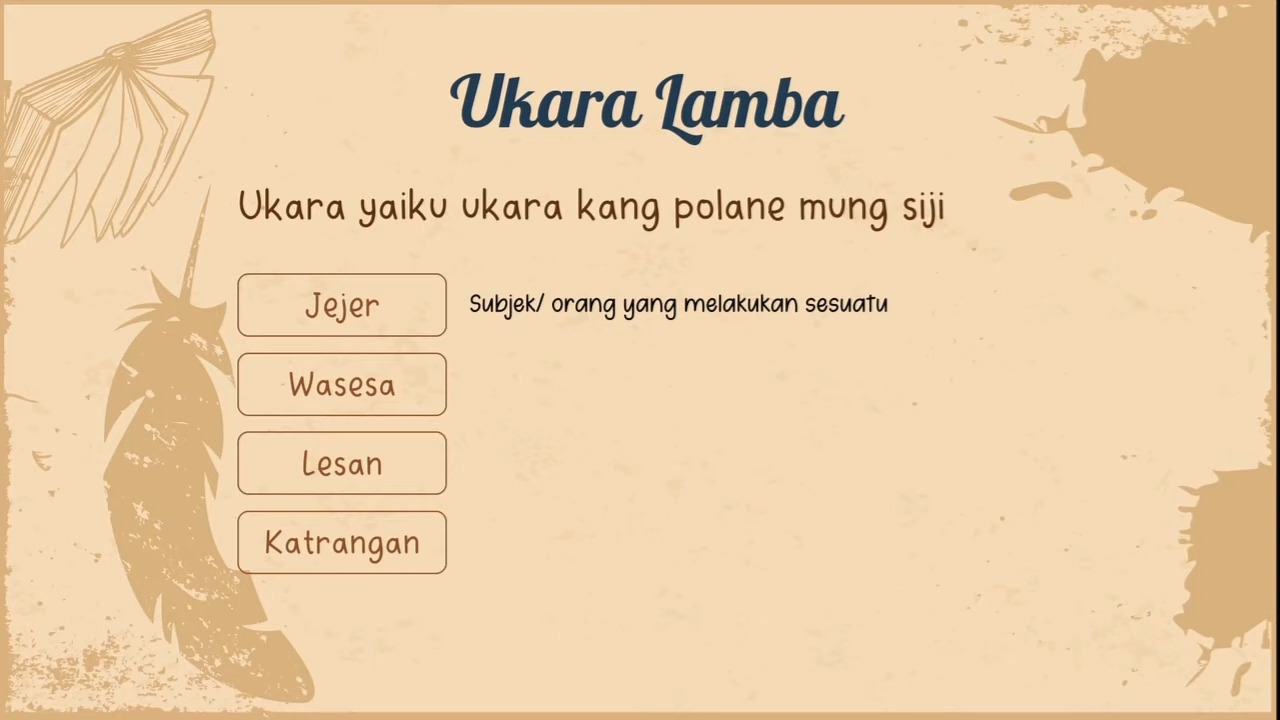 Ukara Lamba
Ukara yaiku ukara kang polane mung siji
Jejer
Subjek/ orang yang melakukan sesuatu
Wasesa
Lesan
Katrangan